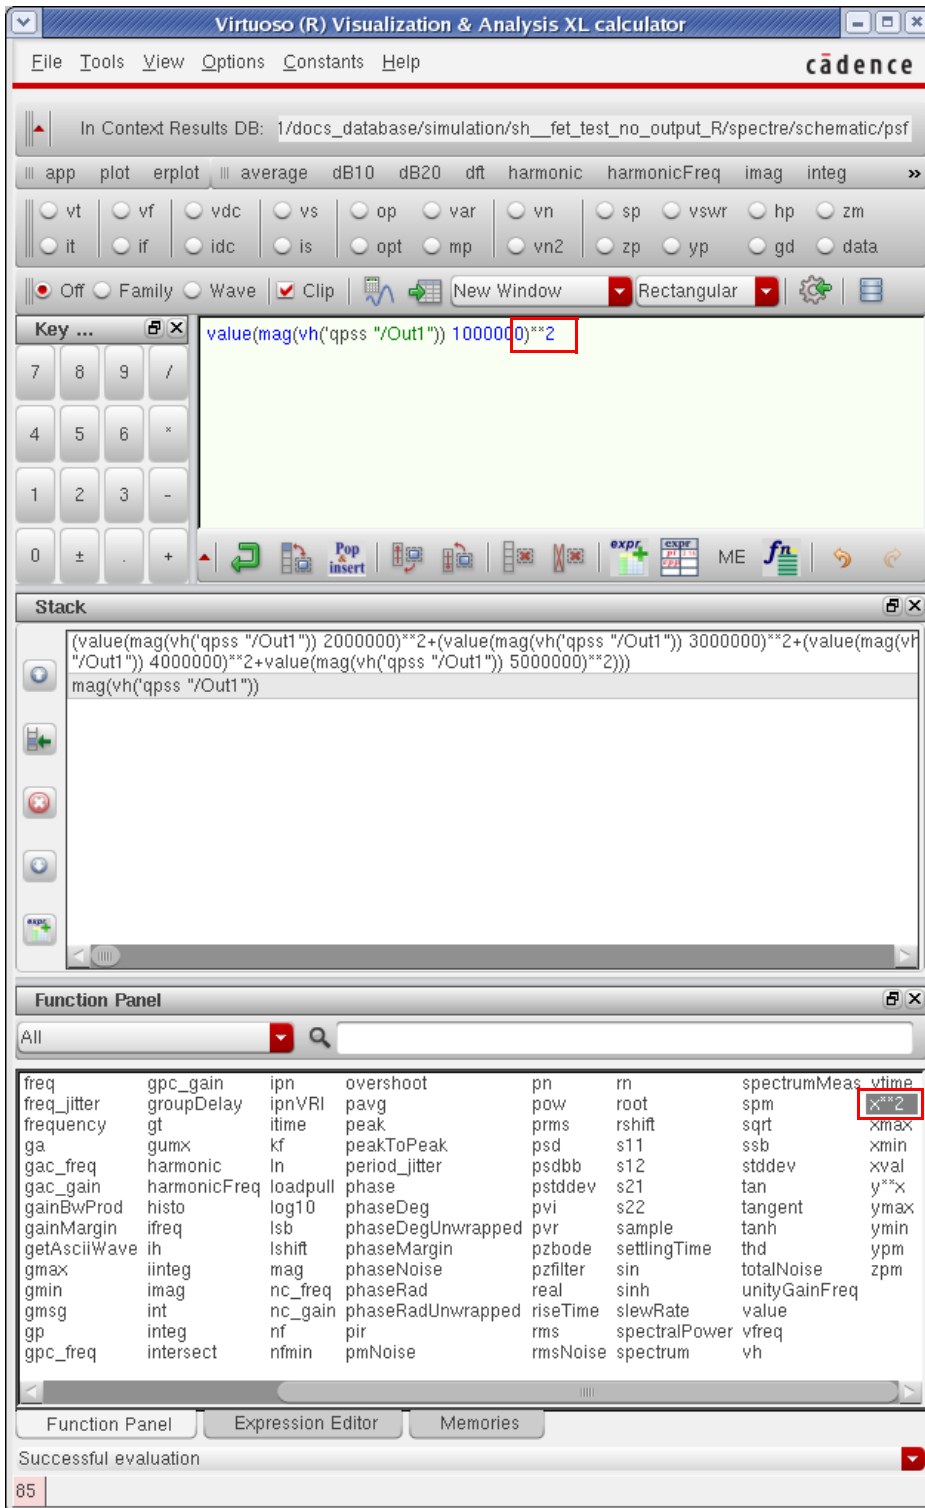 Virtuoso (R) Visualization & Analysis XL calculator
File Tools View Options Constants Help cādence
In Context Results DB: 1/docs_database/simulation/sh__fet_test_no_output_R/spectre/schematic/psf
app plot erplot average dB10 dB20 dft harmonic harmonicFreq imag integ »
vt vf vdc vs op var vn sp vswr hp zm
it if idc is opt mp vn2 zp yp gd data
Off Family Wave Clip New Window Rectangular
Key ...
value(mag(vh('qpss "/Out1")) 1000000)**2
7 8 9 /
4 5 6 *
1 2 3 -
0 ± . +
Pop insert expr expr ME fn
Stack
(value(mag(vh('qpss "/Out1")) 2000000)**2+(value(mag(vh('qpss "/Out1")) 3000000)**2+(value(mag(vh
"/Out1")) 4000000)**2+value(mag(vh('qpss "/Out1")) 5000000)**2)))
mag(vh('qpss "/Out1"))
expr
Function Panel
All
freq gpc_gain ipn overshoot pn rn spectrumMeas vtime
freq_jitter groupDelay ipnVRI pavg pow root spm x**2
frequency gt itime peak prms rshift sqrt xmax
ga gumx kf peakToPeak psd s11 ssb xmin
gac_freq harmonic ln period_jitter psdbb s12 stddev xval
gac_gain harmonicFreq loadpull phase pstddev s21 tan y**x
gainBwProd histo log10 phaseDeg pvi s22 tangent ymax
gainMargin ifreq lsb phaseDegUnwrapped pvr sample tanh ymin
getAsciiWave ih lshift phaseMargin pzbode settlingTime thd ypm
gmax iinteg mag phaseNoise pzfilter sin totalNoise zpm
gmin imag nc_freq phaseRad real sinh unityGainFreq
gmsg int nc_gain phaseRadUnwrapped riseTime slewRate value
gp integ nf pir rms spectralPower vfreq
gpc_freq intersect nfmin pmNoise rmsNoise spectrum vh
Function Panel Expression Editor Memories
Successful evaluation
85